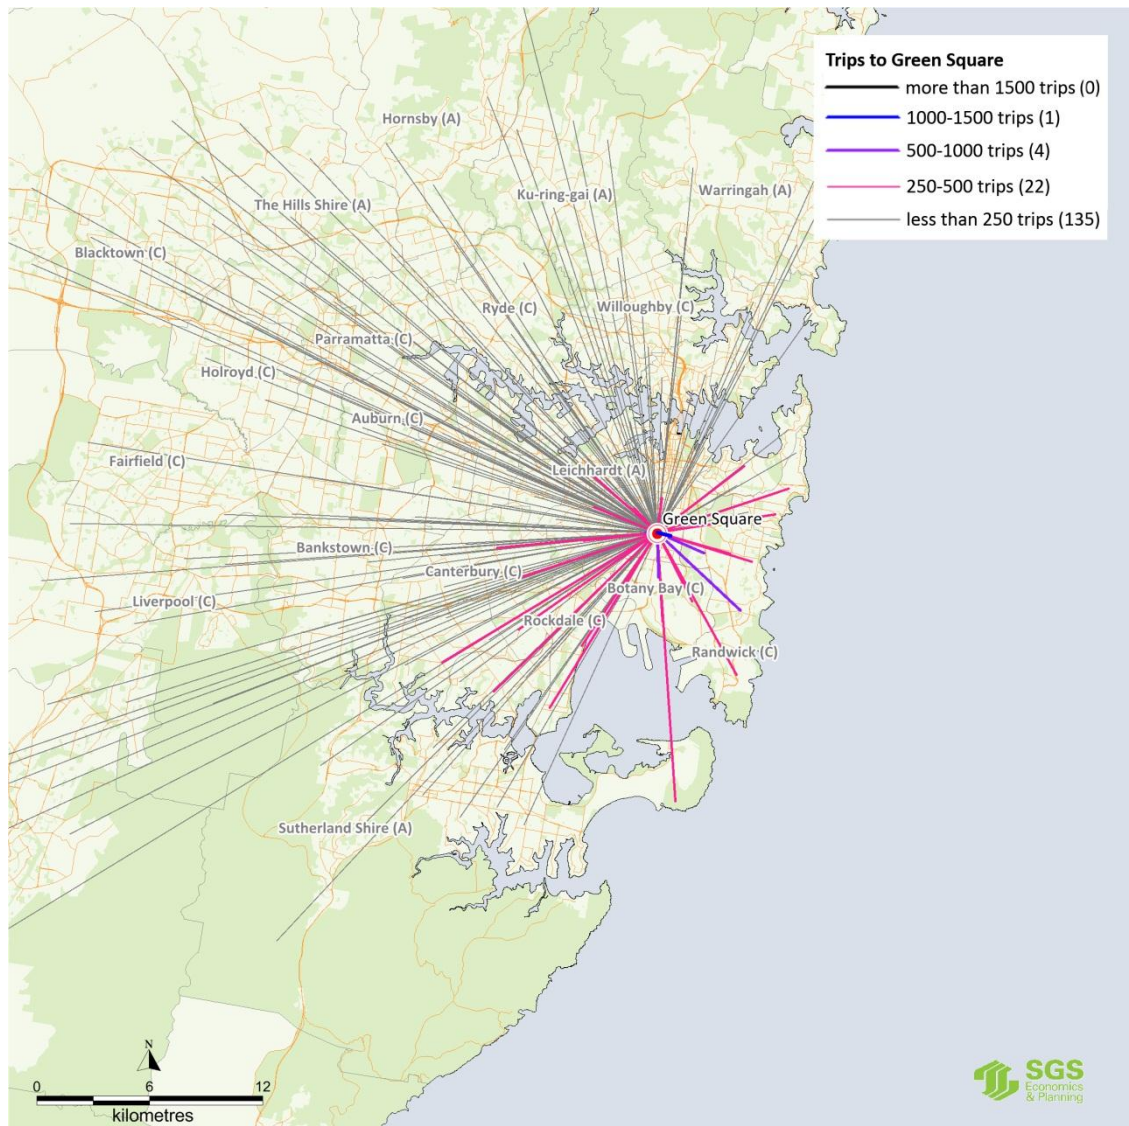 Trips to Green Square
more than 1500 trips (0)
1000-1500 trips (1)
500-1000 trips (4)
250-500 trips (22)
less than 250 trips (135)
Hornsby (A)
Ku-ring-gai (A)
Warringah (A)
The Hills Shire (A)
Blacktown (C)
Ryde (C)
Willoughby (C)
Parramatta (C)
Holroyd (C)
Auburn (C)
Fairfield (C)
Leichhardt (A)
Green Square
Bankstown (C)
Canterbury (C)
Botany Bay (C)
Liverpool (C)
Rockdale (C)
Randwick (C)
Sutherland Shire (A)
N
0 6 12
kilometres
SGS
Economics
& Planning